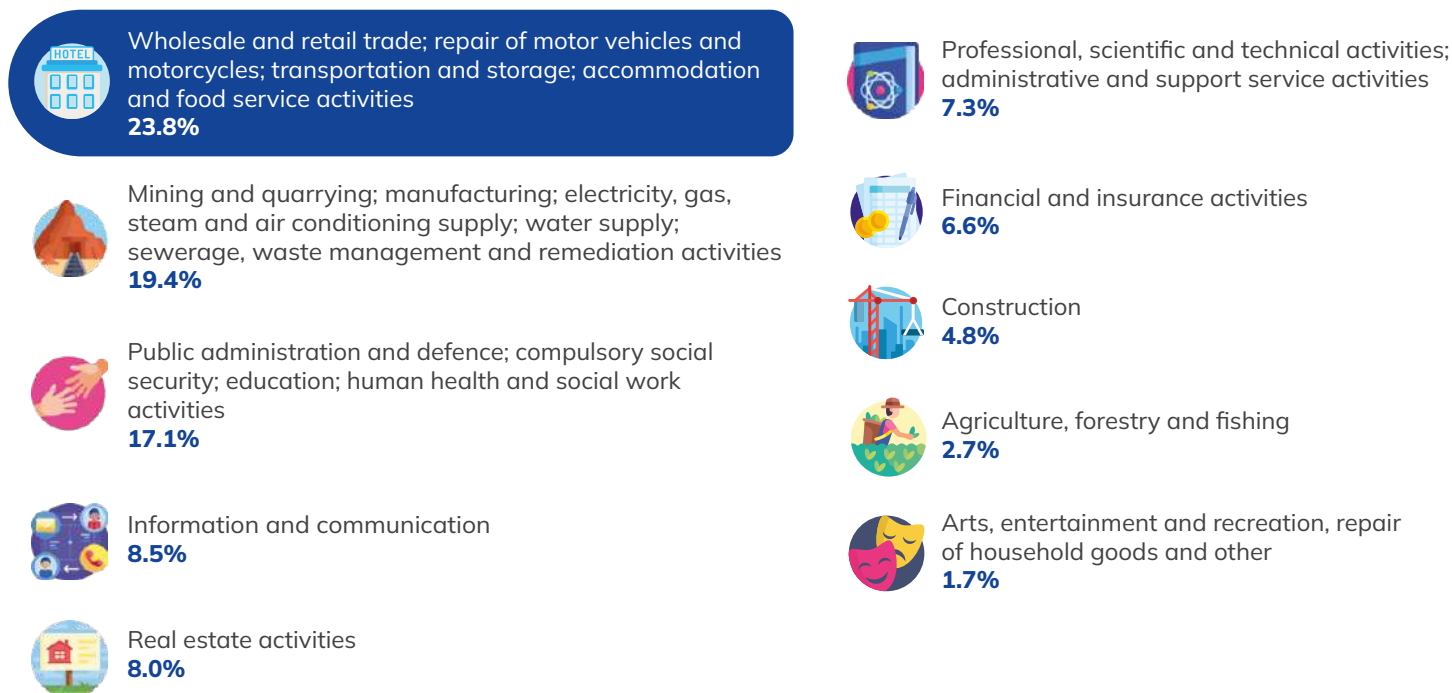 HOTEL
Wholesale and retail trade; repair of motor vehicles and
motorcycles; transportation and storage; accommodation
and food service activities
23.8%
Mining and quarrying; manufacturing; electricity, gas,
steam and air conditioning supply; water supply;
sewerage, waste management and remediation activities
19.4%
Public administration and defence; compulsory social
security; education; human health and social work
activities
17.1%
Information and communication
8.5%
Real estate activities
8.0%
Professional, scientific and technical activities;
administrative and support service activities
7.3%
Financial and insurance activities
6.6%
Construction
4.8%
Agriculture, forestry and fishing
2.7%
Arts, entertainment and recreation, repair
of household goods and other
1.7%